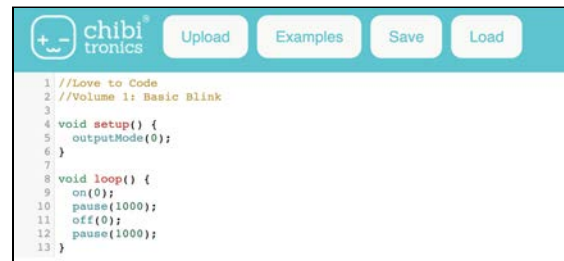 chibi®
tronics
Upload Examples Save Load
1 //Love to Code
2 //Volume 1: Basic Blink
3
4 void setup() {
5   outputMode(0);
6 }
7
8 void loop() {
9   on(0);
10   pause(1000);
11   off(0);
12   pause(1000);
13 }